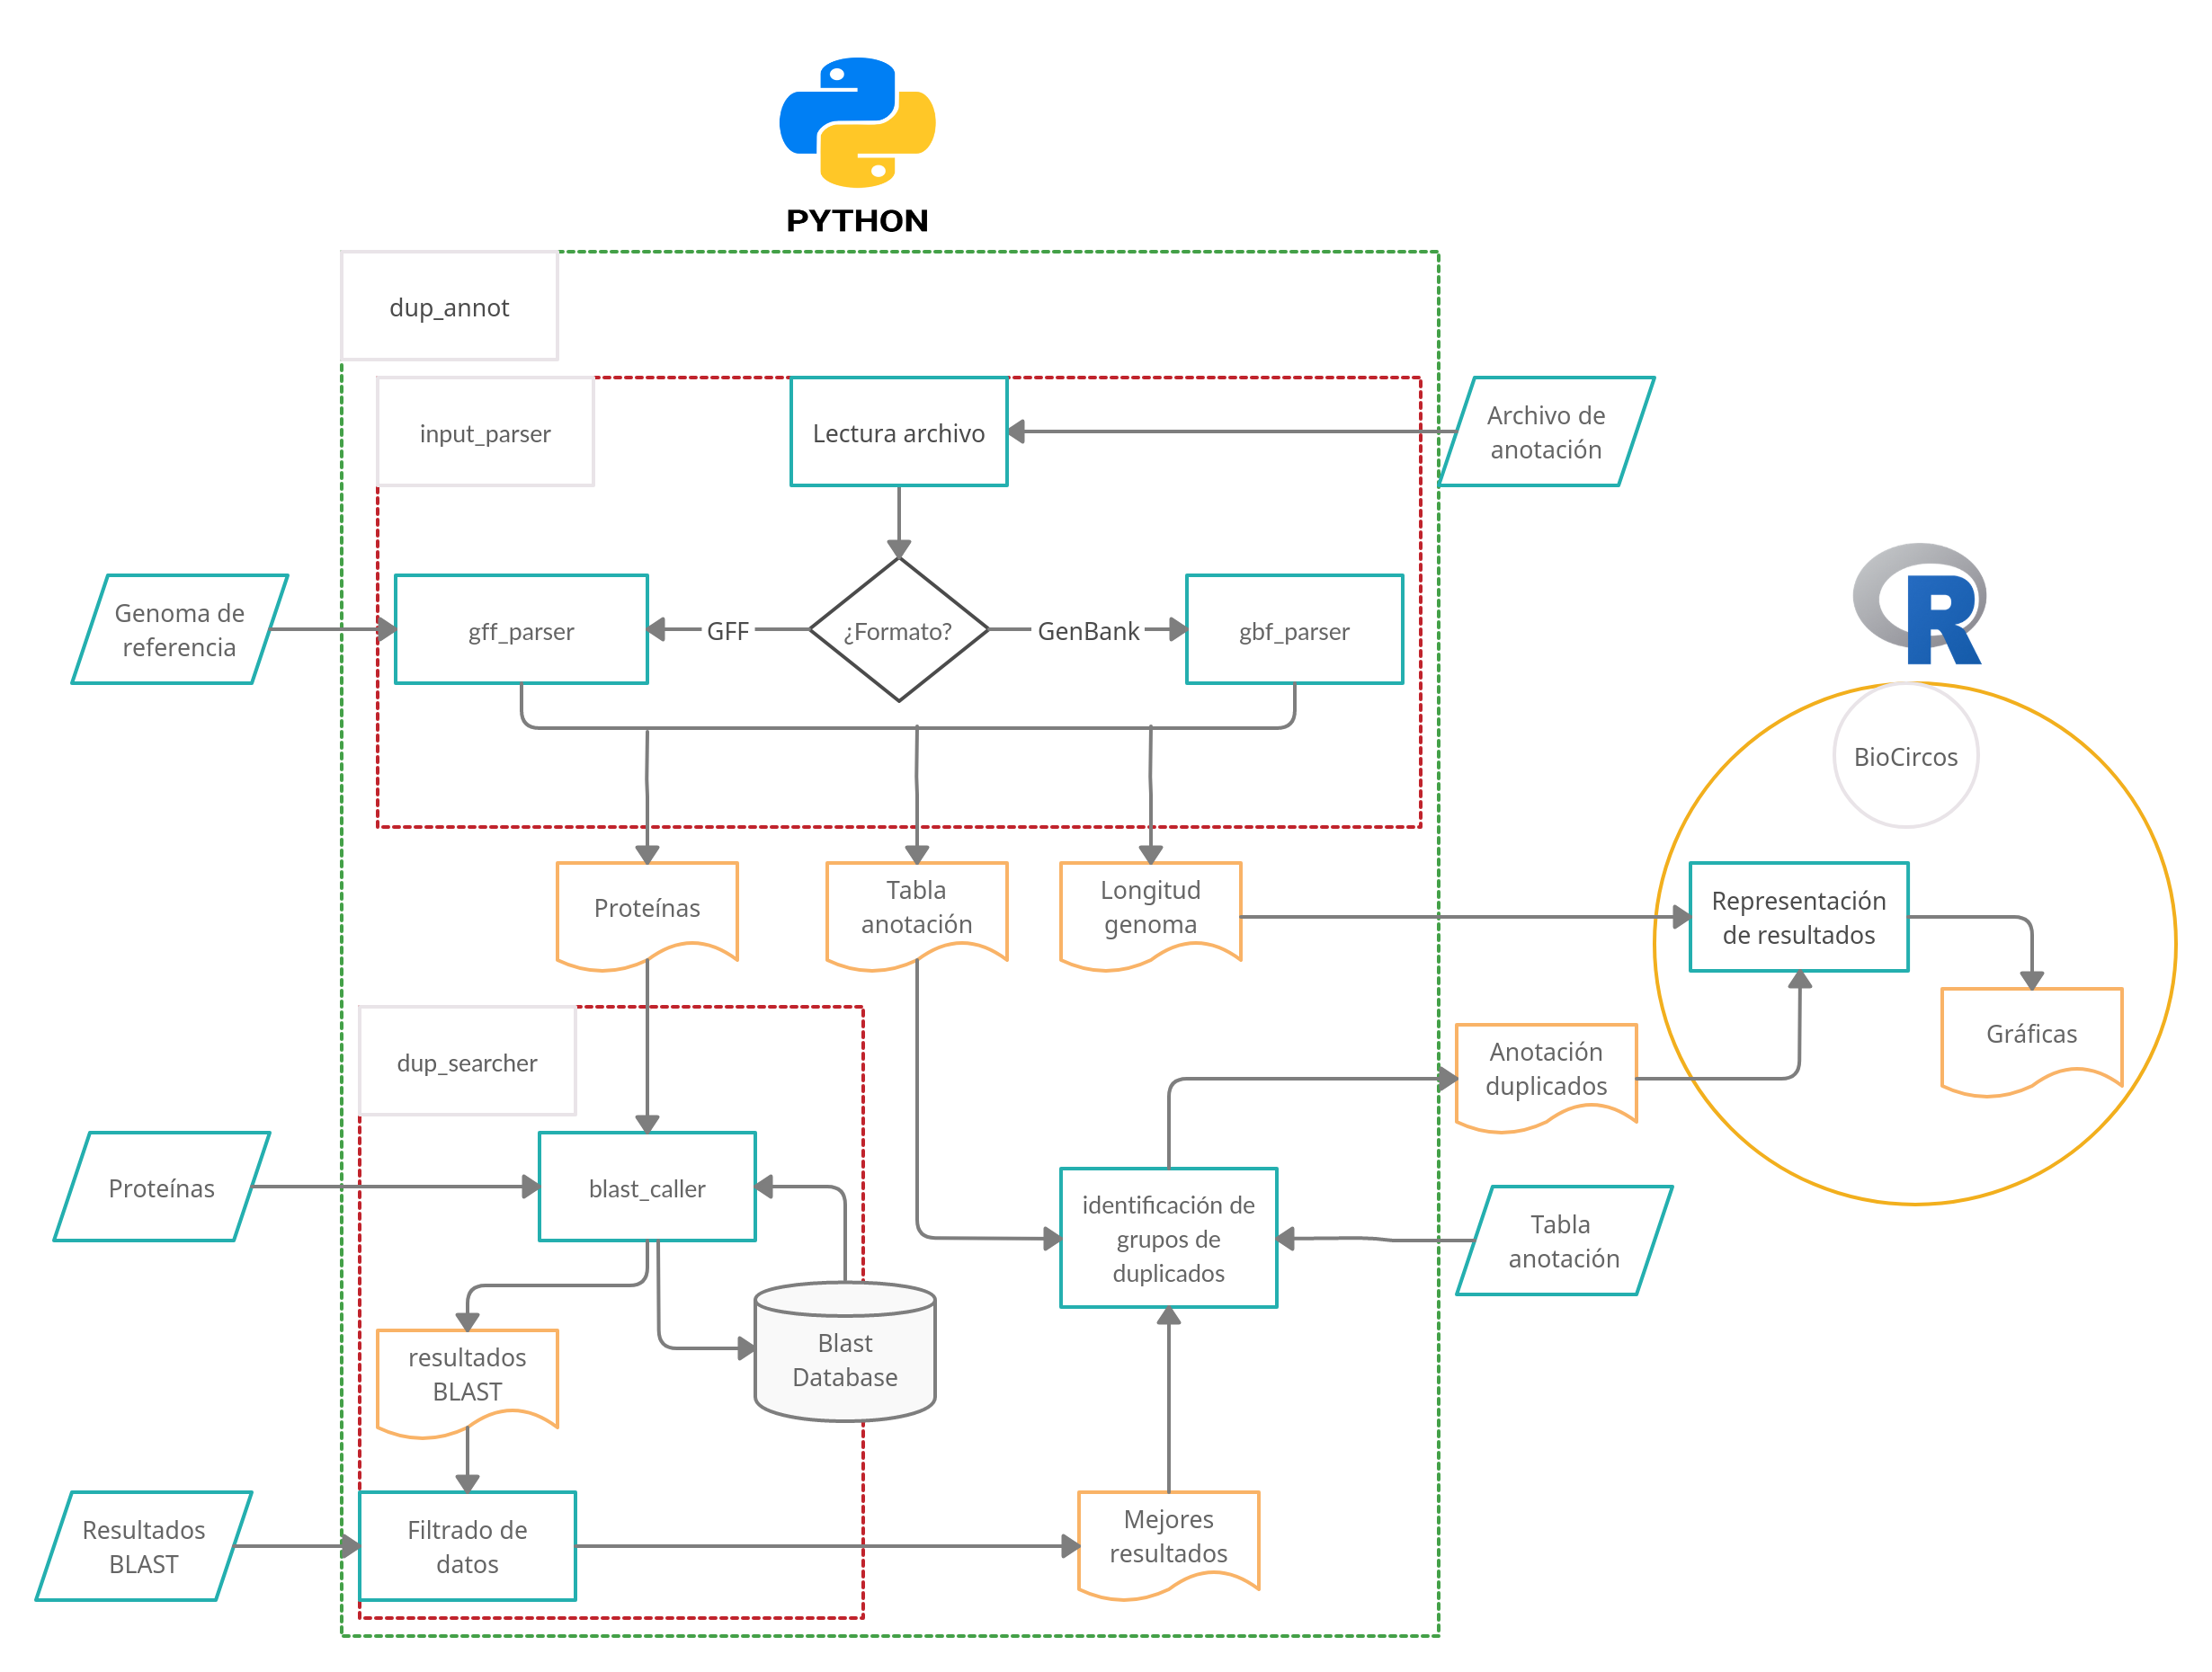 PYTHON
dup_annot
input_parser
Lectura archivo
Archivo de
anotación
Genoma de
referencia
gff_parser
GFF
¿Formato?
GenBank
gbf_parser
R
BioCircos
Proteínas
Tabla
anotación
Longitud
genoma
Representación
de resultados
Gráficas
dup_searcher
Anotación
duplicados
Proteínas
blast_caller
identificación de
grupos de
duplicados
Tabla
anotación
resultados
BLAST
Blast
Database
Resultados
BLAST
Filtrado de
datos
Mejores
resultados